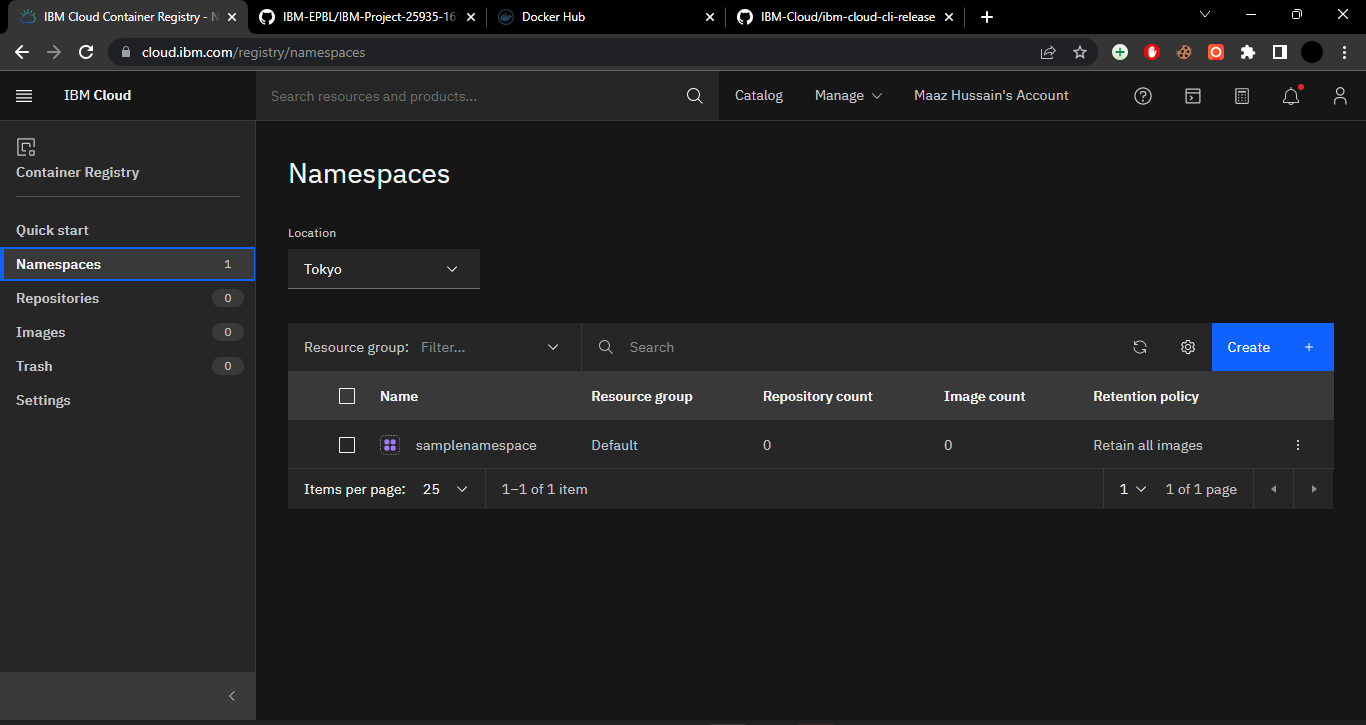 IBM Cloud Container Registry - N
IBM-EPBL/IBM-Project-25935-16
Docker Hub
IBM-Cloud/ibm-cloud-cli-release
cloud.ibm.com/registry/namespaces
IBM Cloud
Search resources and products...
Catalog
Manage
Maaz Hussain's Account
Container Registry
Quick start
Namespaces 1
Repositories 0
Images 0
Trash 0
Settings
Namespaces
Location
Tokyo
Resource group: Filter...
Search
Create +
Name Resource group Repository count Image count Retention policy
samplenamespace Default 0 0 Retain all images
Items per page: 25 1–1 of 1 item 1 1 of 1 page